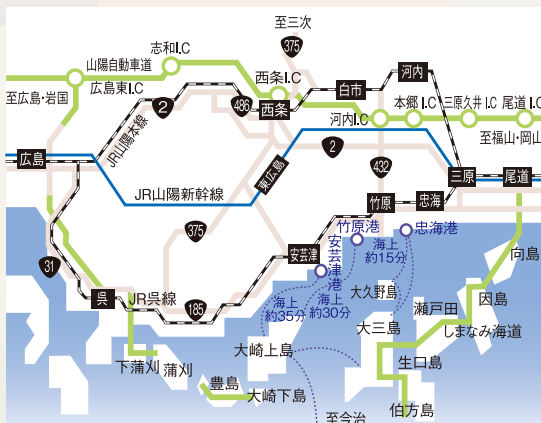 至三次
375
志和I.C
山陽自動車道
至広島・岩国
広島東I.C
西条I.C
白市
河内
2
486
西条
河内I.C
本郷I.C
三原久井I.C
尾道I.C
至福山・岡山
JR山陽本線
広島
東広島
2
432
三原
尾道
JR山陽新幹線
竹原
忠海
375
安芸津
竹原港
忠海港
安芸津港
海上
約15分
向島
31
海上
約35分
海上
約30分
大久野島
因島
呉
JR呉線
185
瀬戸田
大三島
しまなみ海道
大崎上島
下蒲刈
蒲刈
生口島
豊島
大崎下島
伯方島
至今治